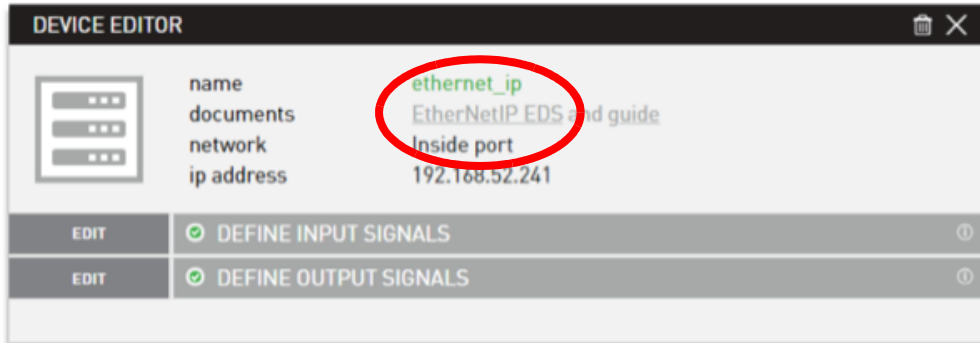 DEVICE EDITOR
name ethernet_ip
documents EtherNetIP EDS and guide
network Inside port
ip address 192.168.52.241
EDIT DEFINE INPUT SIGNALS
EDIT DEFINE OUTPUT SIGNALS